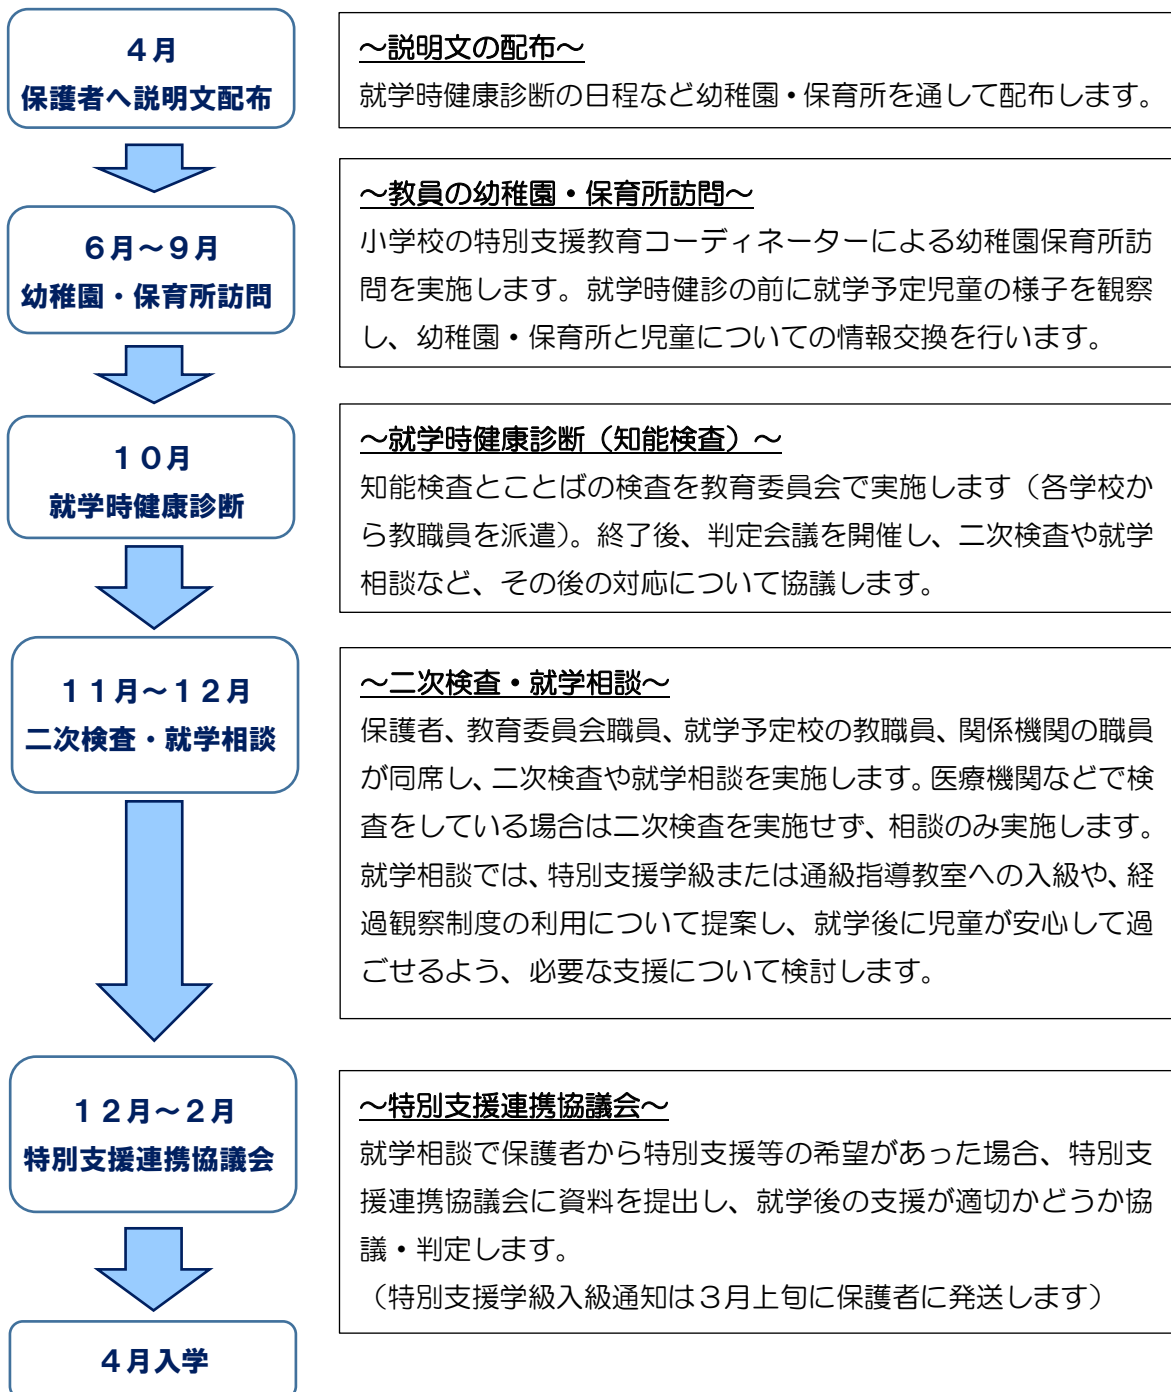 ４月
保護者へ説明文配布
～説明文の配布～
就学時健康診断の日程など幼稚園・保育所を通して配布します。
６月～９月
幼稚園・保育所訪問
～教員の幼稚園・保育所訪問～
小学校の特別支援教育コーディネーターによる幼稚園保育所訪
問を実施します。就学時健診の前に就学予定児童の様子を観察
し、幼稚園・保育所と児童についての情報交換を行います。
１０月
就学時健康診断
～就学時健康診断（知能検査）～
知能検査とことばの検査を教育委員会で実施します（各学校か
ら教職員を派遣）。終了後、判定会議を開催し、二次検査や就学
相談など、その後の対応について協議します。
１１月～１２月
二次検査・就学相談
～二次検査・就学相談～
保護者、教育委員会職員、就学予定校の教職員、関係機関の職員
が同席し、二次検査や就学相談を実施します。医療機関などで検
査をしている場合は二次検査を実施せず、相談のみ実施します。
就学相談では、特別支援学級または通級指導教室への入級や、経
過観察制度の利用について提案し、就学後に児童が安心して過
ごせるよう、必要な支援について検討します。
１２月～２月
特別支援連携協議会
～特別支援連携協議会～
就学相談で保護者から特別支援等の希望があった場合、特別支
援連携協議会に資料を提出し、就学後の支援が適切かどうか協
議・判定します。
（特別支援学級入級通知は３月上旬に保護者に発送します）
４月入学